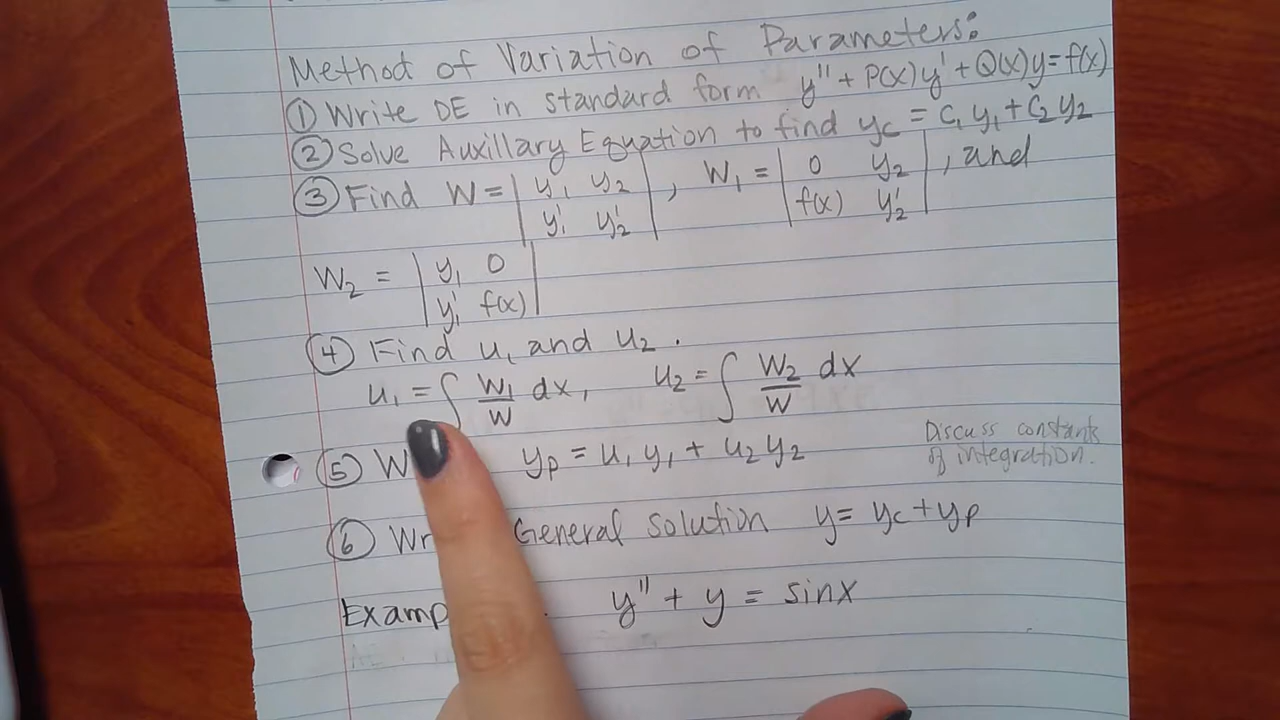 Method of Variation of Parameters:
① Write DE in standard form y'' + P(x)y' + Q(x)y = f(x)
② Solve Auxillary Equation to find yc = c₁y₁ + c₂y₂
③ Find W = | y₁ y₂ |, W₁ = | 0 y₂ |, and
| y₁' y₂' | | f(x) y₂' |
W₂ = | y₁ 0 |
| y₁' f(x) |
④ Find u₁ and u₂.
u₁ = ∫ W₁/W dx, u₂ = ∫ W₂/W dx
Discuss constants
of integration.
⑤ yp = u₁y₁ + u₂y₂
⑥ General solution y = yc + yp
y'' + y = sinx